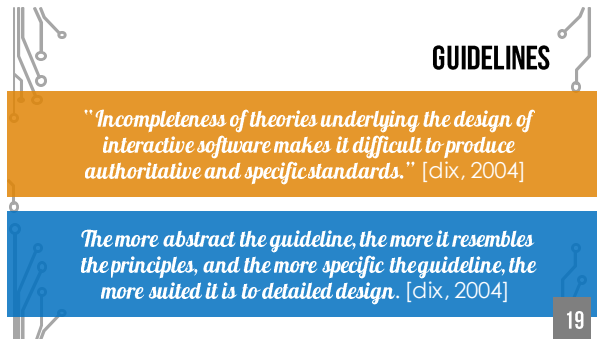 GUIDELINES
“Incompleteness of theories underlying the design of
interactive software makes it difficult to produce
authoritative and specific standards.” [dix, 2004]
The more abstract the guideline, the more it resembles
the principles, and the more specific the guideline, the
more suited it is to detailed design. [dix, 2004]
19